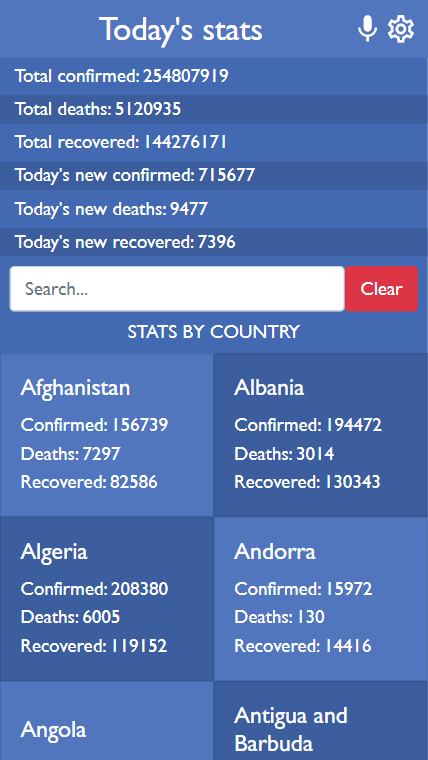 Today's stats
Total confirmed: 254807919
Total deaths: 5120935
Total recovered: 144276171
Today's new confirmed: 715677
Today's new deaths: 9477
Today's new recovered: 7396
Search...
Clear
STATS BY COUNTRY
Afghanistan
Confirmed: 156739
Deaths: 7297
Recovered: 82586
Albania
Confirmed: 194472
Deaths: 3014
Recovered: 130343
Algeria
Confirmed: 208380
Deaths: 6005
Recovered: 119152
Andorra
Confirmed: 15972
Deaths: 130
Recovered: 14416
Angola
Antigua and
Barbuda